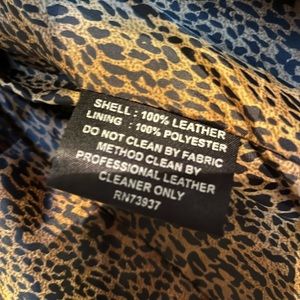 SHELL : 100% LEATHER
LINING : 100% POLYESTER
DO NOT CLEAN BY FABRIC
METHOD CLEAN BY
PROFESSIONAL LEATHER
CLEANER ONLY
RN73937